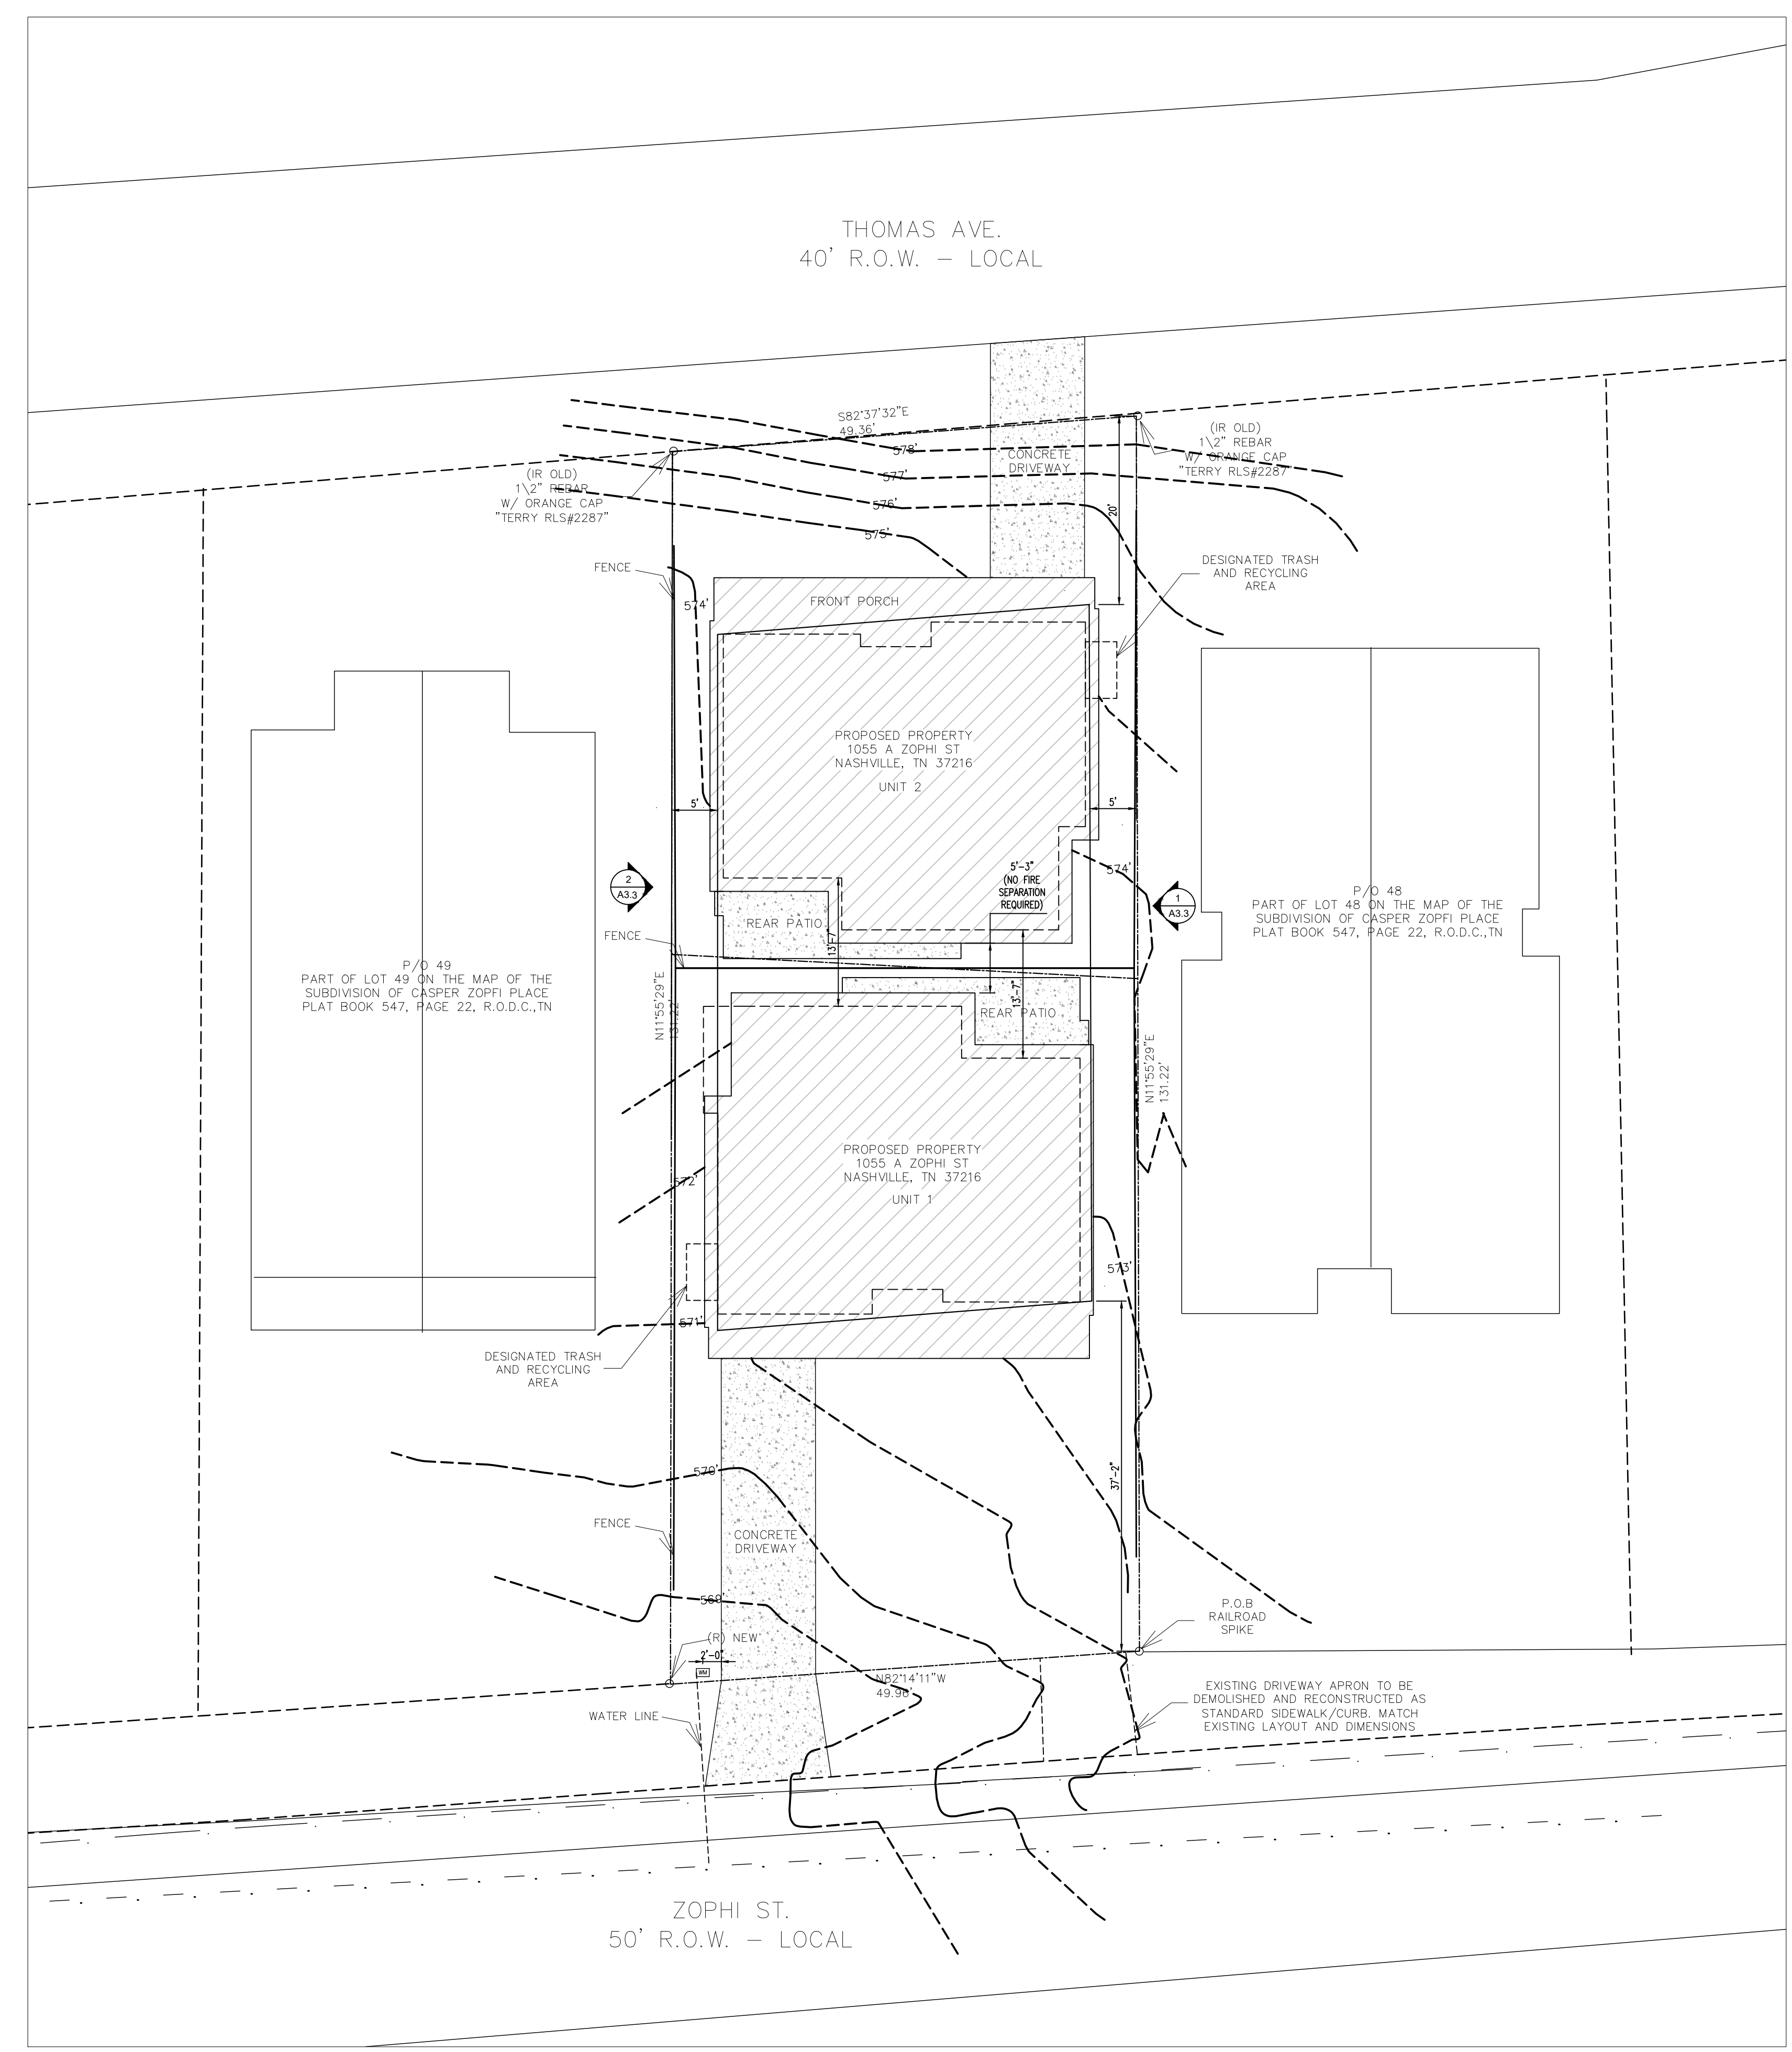 THOMAS AVE.
40' R.O.W. — LOCAL
S82°37'32"E
49.36'
578'
577'
576'
575'
CONCRETE
DRIVEWAY
(IR OLD)
1\2" REBAR
W/ ORANGE CAP
"TERRY RLS#2287"
(IR OLD)
1\2" REBAR
W/ ORANGE CAP
"TERRY RLS#2287"
20'
FENCE
574'
FRONT PORCH
DESIGNATED TRASH
AND RECYCLING
AREA
PROPOSED PROPERTY
1055 A ZOPHI ST
NASHVILLE, TN 37216
UNIT 2
5'
5'
2
A3.3
5'-3"
(NO FIRE
SEPARATION
REQUIRED)
574'
1
A3.3
P/O 48
PART OF LOT 48 ON THE MAP OF THE
SUBDIVISION OF CASPER ZOPFI PLACE
PLAT BOOK 547, PAGE 22, R.O.D.C.,TN
REAR PATIO
13'-7"
FENCE
P/O 49
PART OF LOT 49 ON THE MAP OF THE
SUBDIVISION OF CASPER ZOPFI PLACE
PLAT BOOK 547, PAGE 22, R.O.D.C.,TN
N11°55'29"E
131.22'
13'-7"
REAR PATIO
N11°55'29"E
131.22'
PROPOSED PROPERTY
1055 A ZOPHI ST
NASHVILLE, TN 37216
UNIT 1
572'
573'
571'
DESIGNATED TRASH
AND RECYCLING
AREA
570'
37'-2"
FENCE
CONCRETE
DRIVEWAY
569'
P.O.B
RAILROAD
SPIKE
(R) NEW
2'-0"
WM
N82°14'11"W
49.96'
WATER LINE
EXISTING DRIVEWAY APRON TO BE
DEMOLISHED AND RECONSTRUCTED AS
STANDARD SIDEWALK/CURB. MATCH
EXISTING LAYOUT AND DIMENSIONS
ZOPHI ST.
50' R.O.W. — LOCAL